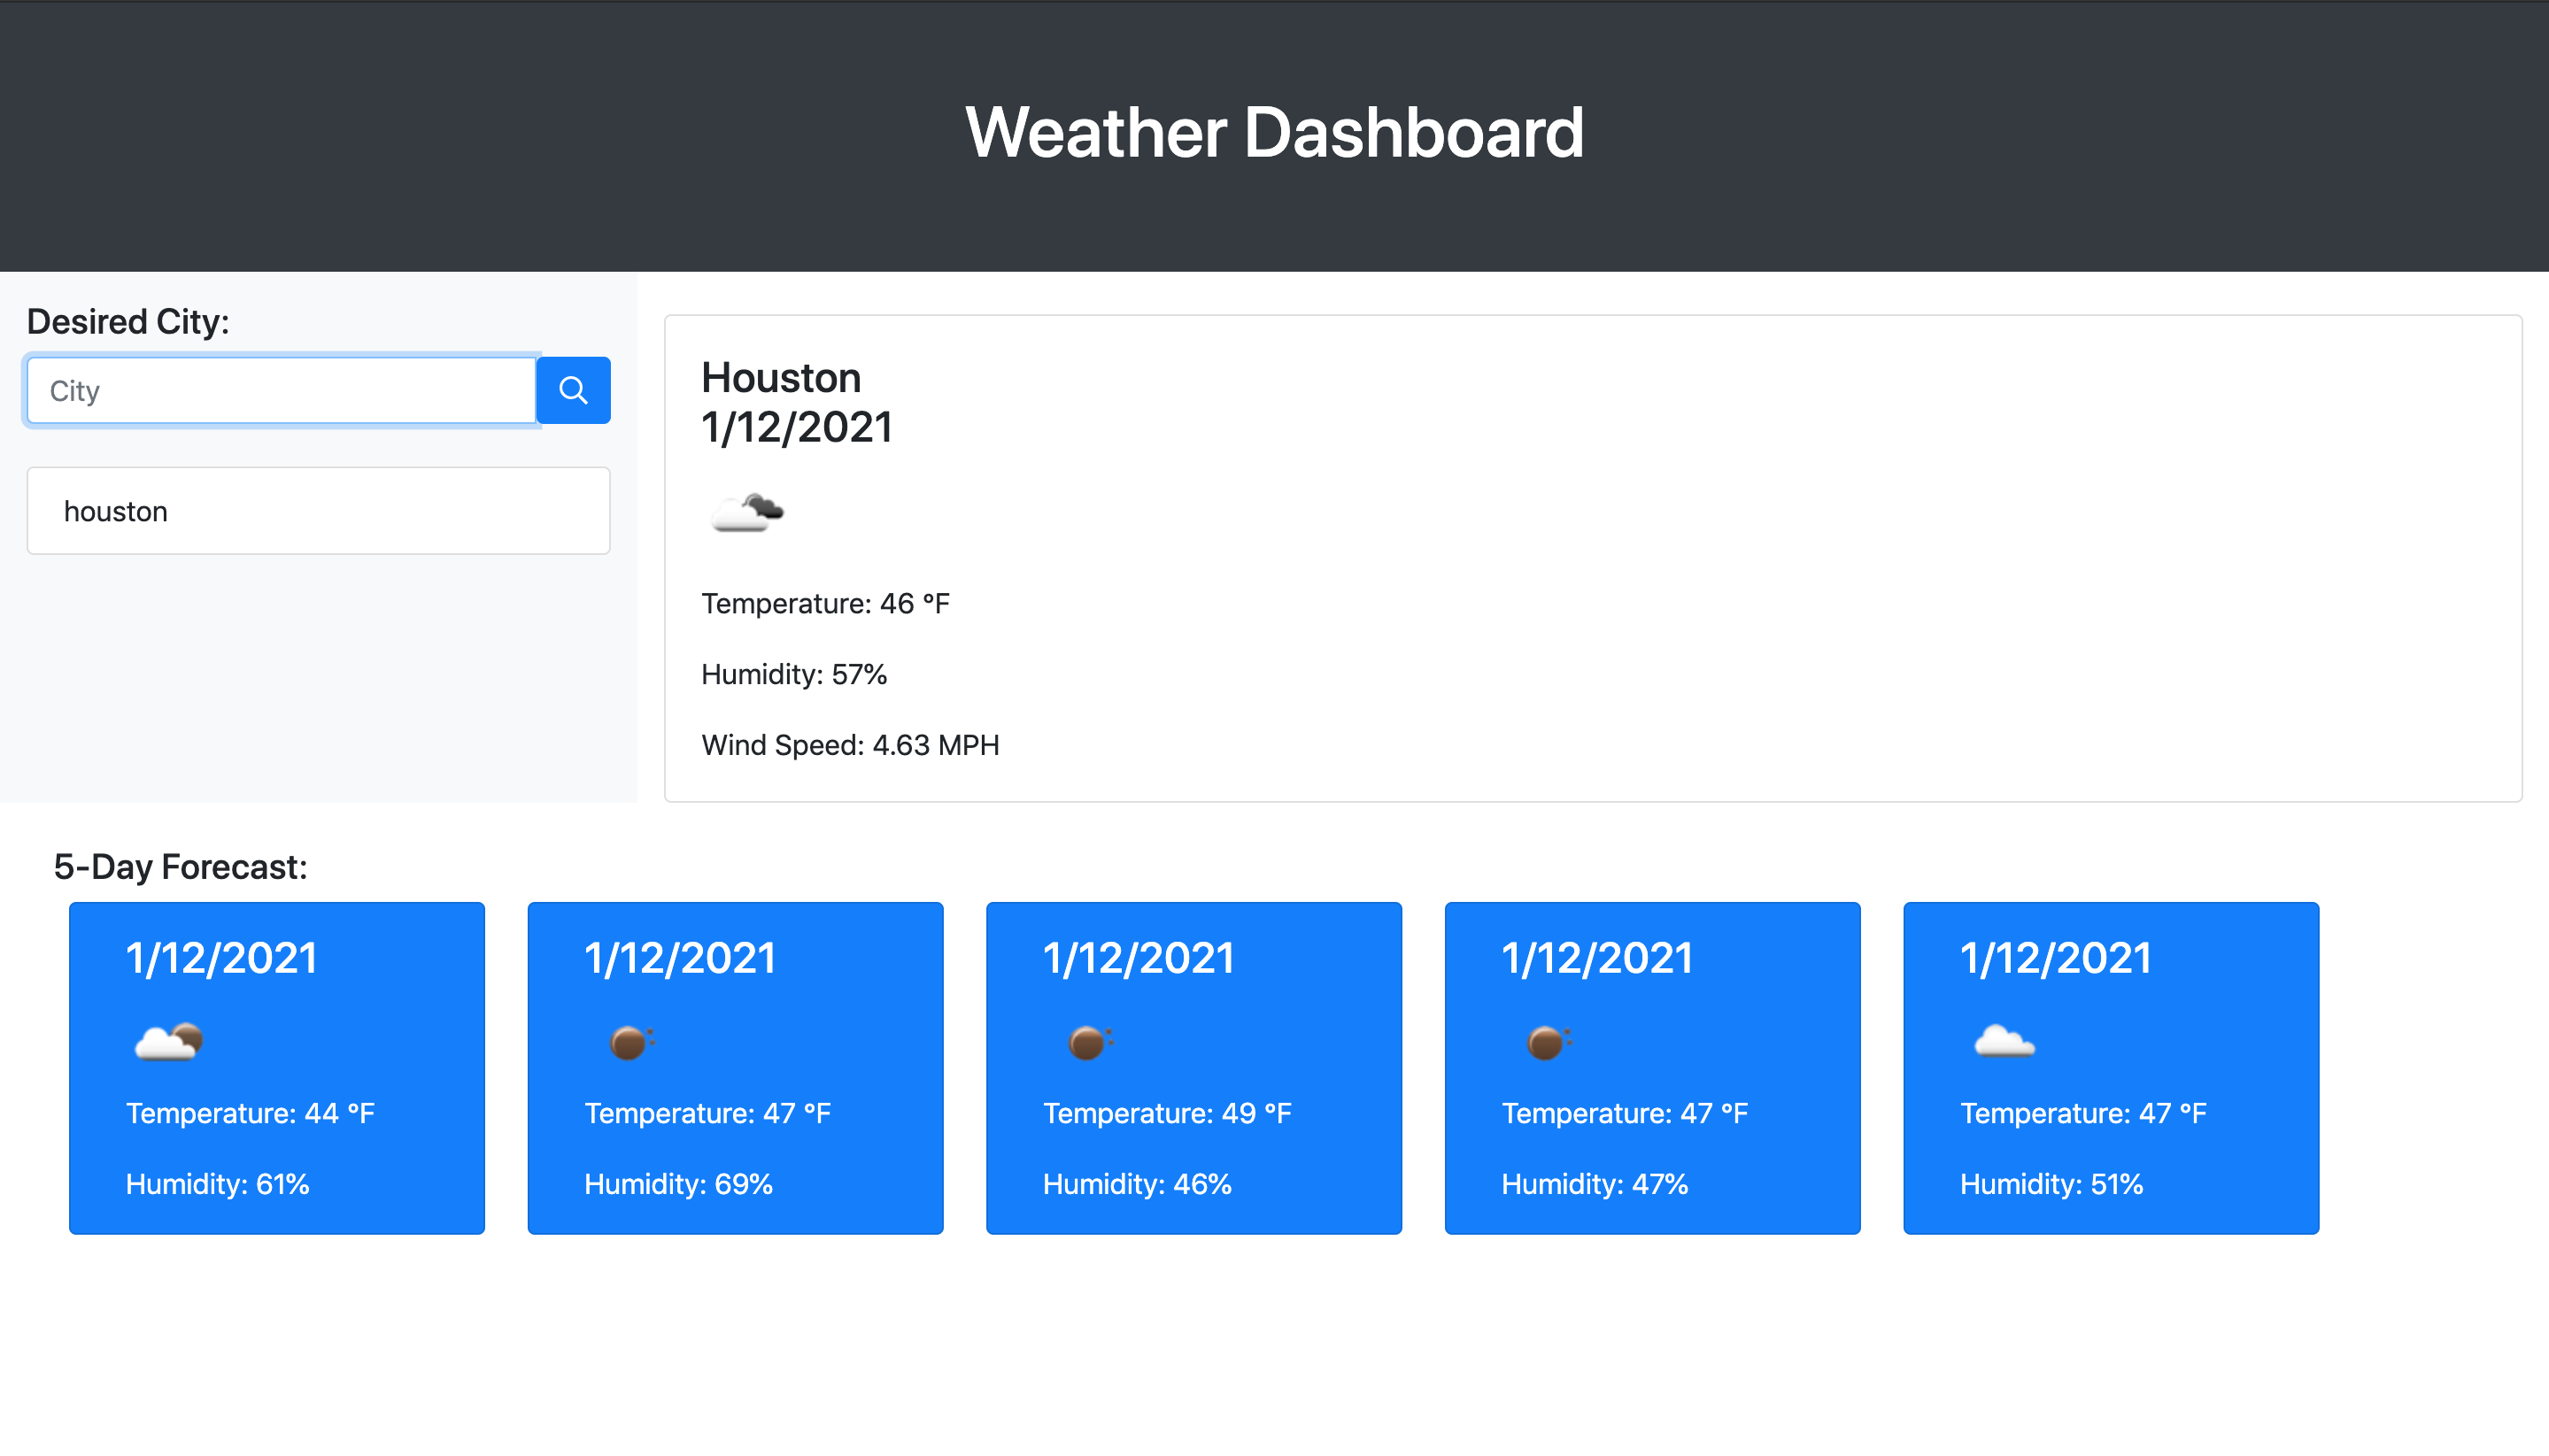 Weather Dashboard
Desired City:
City
houston
Houston
1/12/2021
Temperature: 46 °F
Humidity: 57%
Wind Speed: 4.63 MPH
5-Day Forecast:
1/12/2021
Temperature: 44 °F
Humidity: 61%
1/12/2021
Temperature: 47 °F
Humidity: 69%
1/12/2021
Temperature: 49 °F
Humidity: 46%
1/12/2021
Temperature: 47 °F
Humidity: 47%
1/12/2021
Temperature: 47 °F
Humidity: 51%